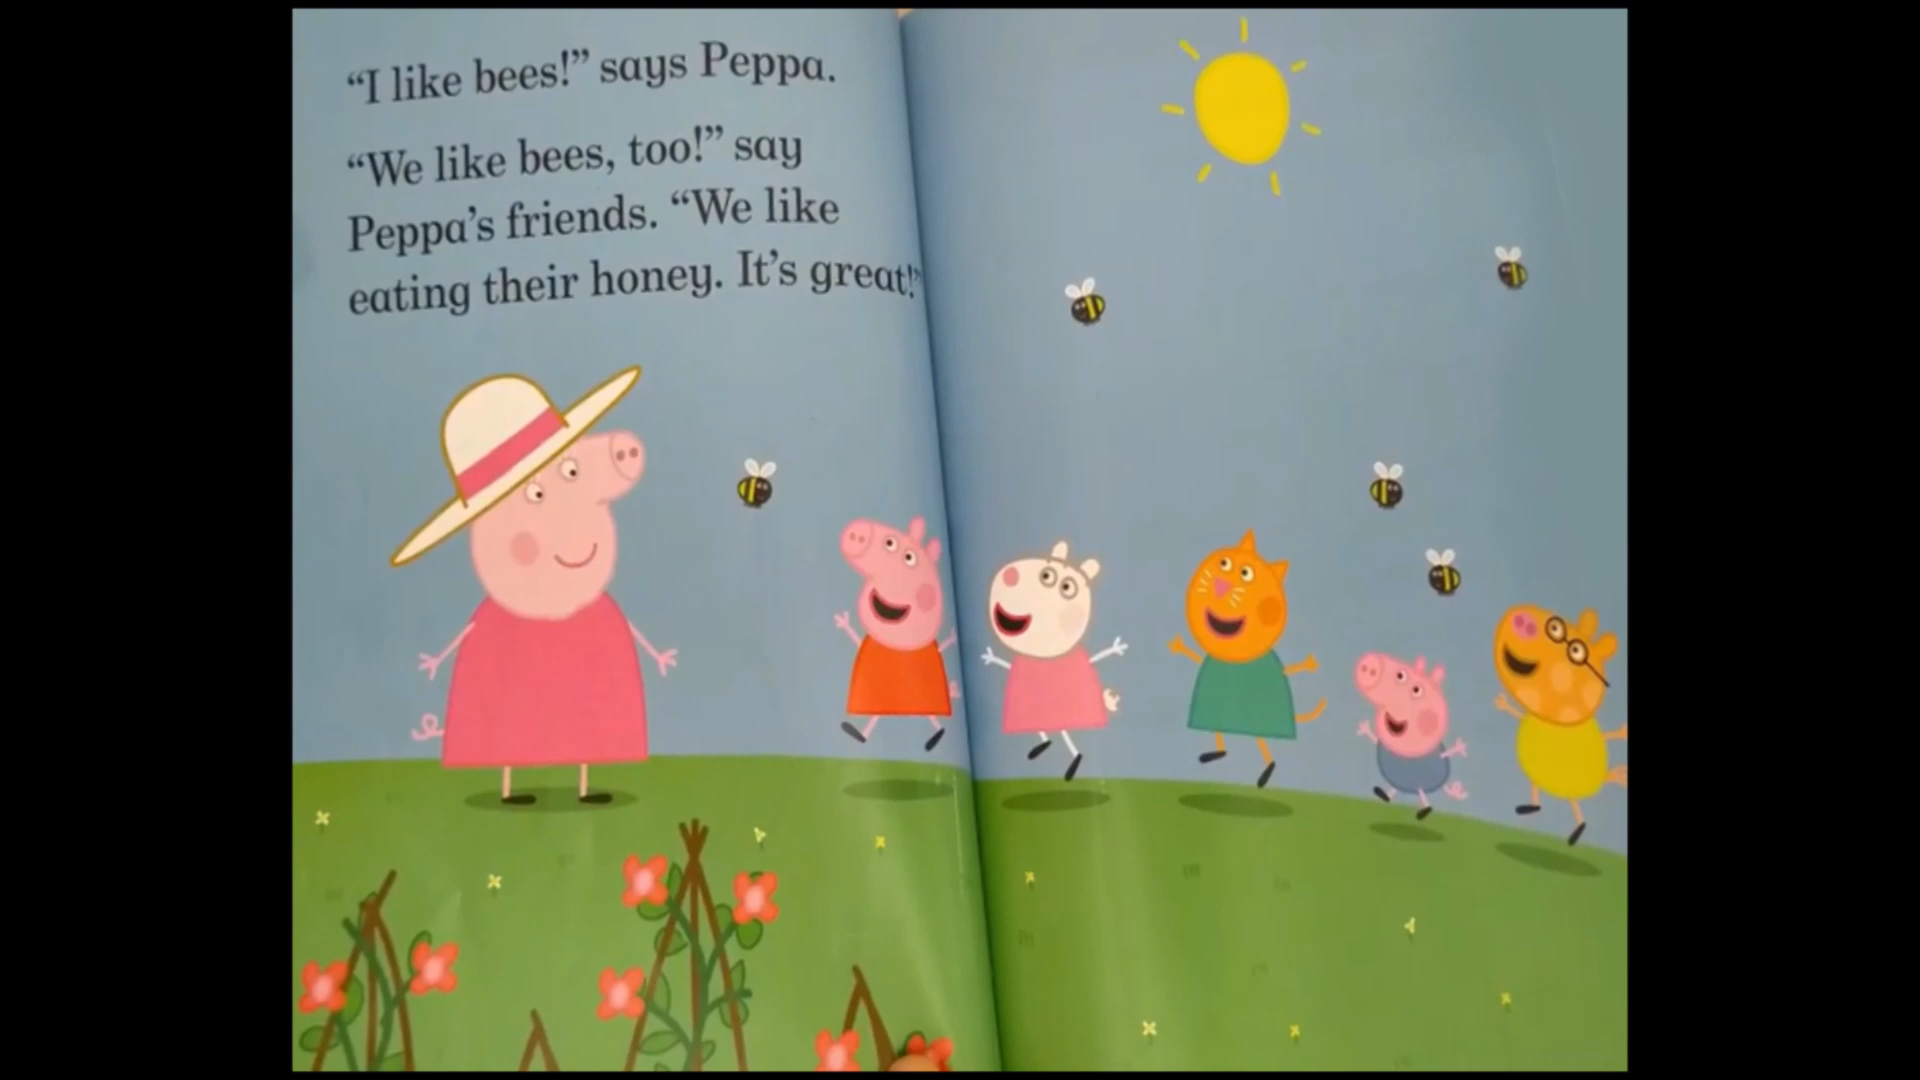 “I like bees!” says Peppa.
“We like bees, too!” say
Peppa’s friends. “We like
eating their honey. It’s great!”